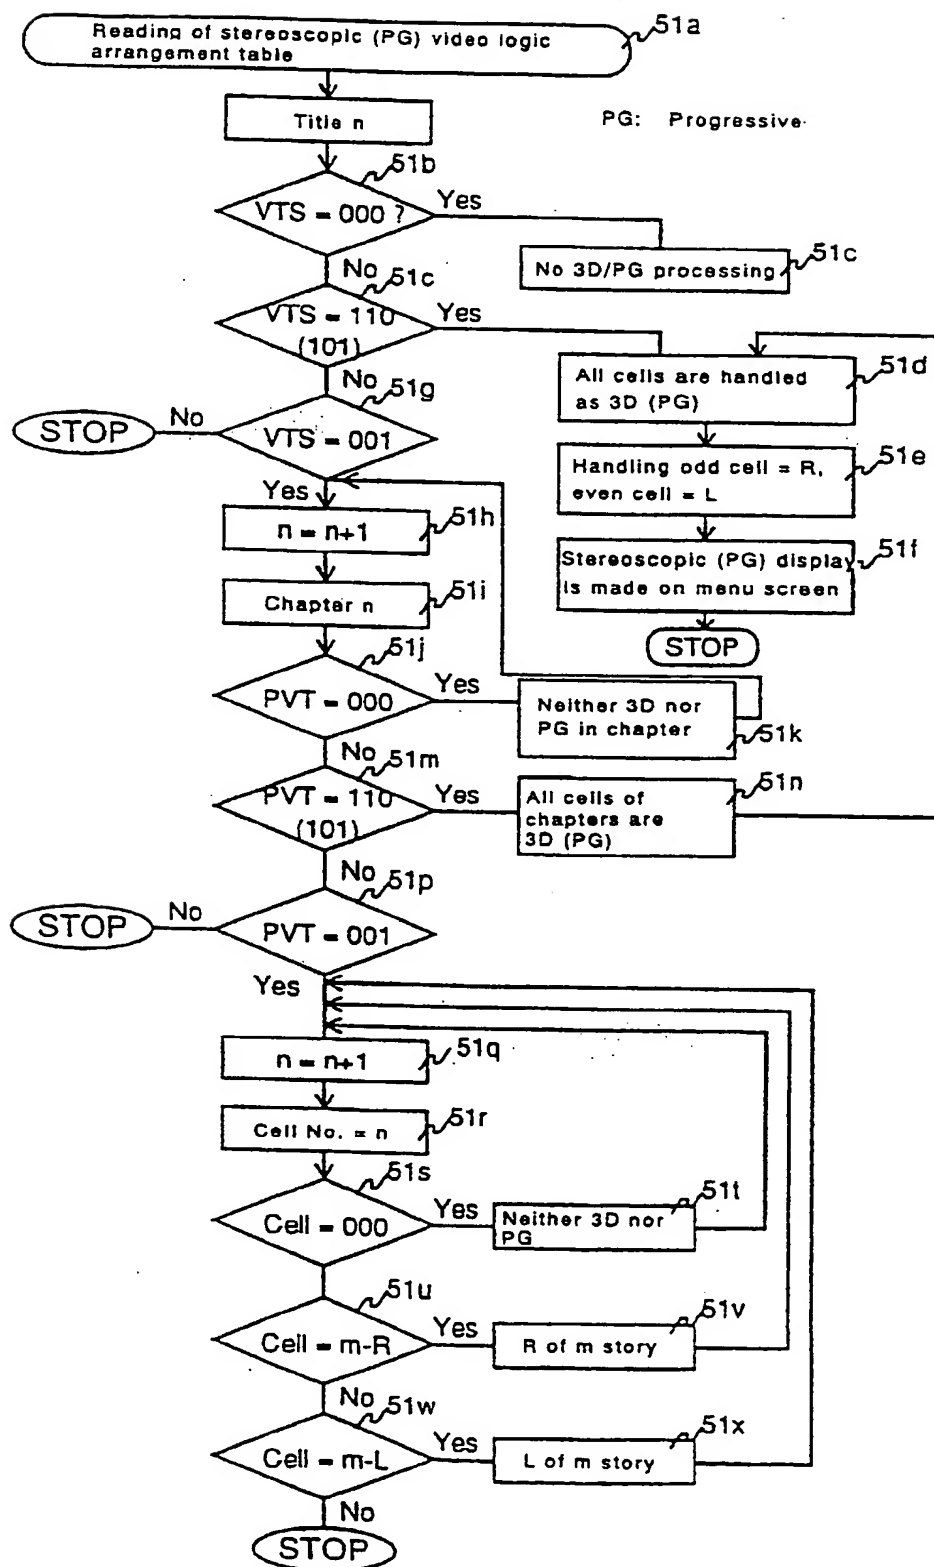 51a
Reading of stereoscopic (PG) video logic
arrangement table
Title n
PG: Progressive
51b
VTS = 000 ?
Yes
No
51c
No 3D/PG processing
51c
VTS = 110
(101)
Yes
No
51d
All cells are handled
as 3D (PG)
51g
STOP
No
VTS = 001
Yes
51e
Handling odd cell = R,
even cell = L
51h
n = n+1
51f
Stereoscopic (PG) display
is made on menu screen
51i
Chapter n
STOP
51j
PVT = 000
Yes
No
Neither 3D nor
PG in chapter
51k
51m
PVT = 110
(101)
Yes
No
51n
All cells of
chapters are
3D (PG)
51p
STOP
No
PVT = 001
Yes
51q
n = n+1
51r
Cell No. = n
51s
Cell = 000
Yes
51t
Neither 3D nor
PG
51u
Cell = m-R
Yes
No
51v
R of m story
51w
Cell = m-L
Yes
No
51x
L of m story
STOP